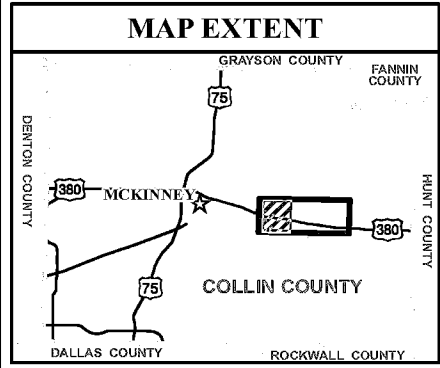 MAP EXTENT
GRAYSON COUNTY
FANNIN
COUNTY
75
DENTON COUNTY
380
MCKINNEY
HUNT COUNTY
380
75
COLLIN COUNTY
DALLAS COUNTY
ROCKWALL COUNTY